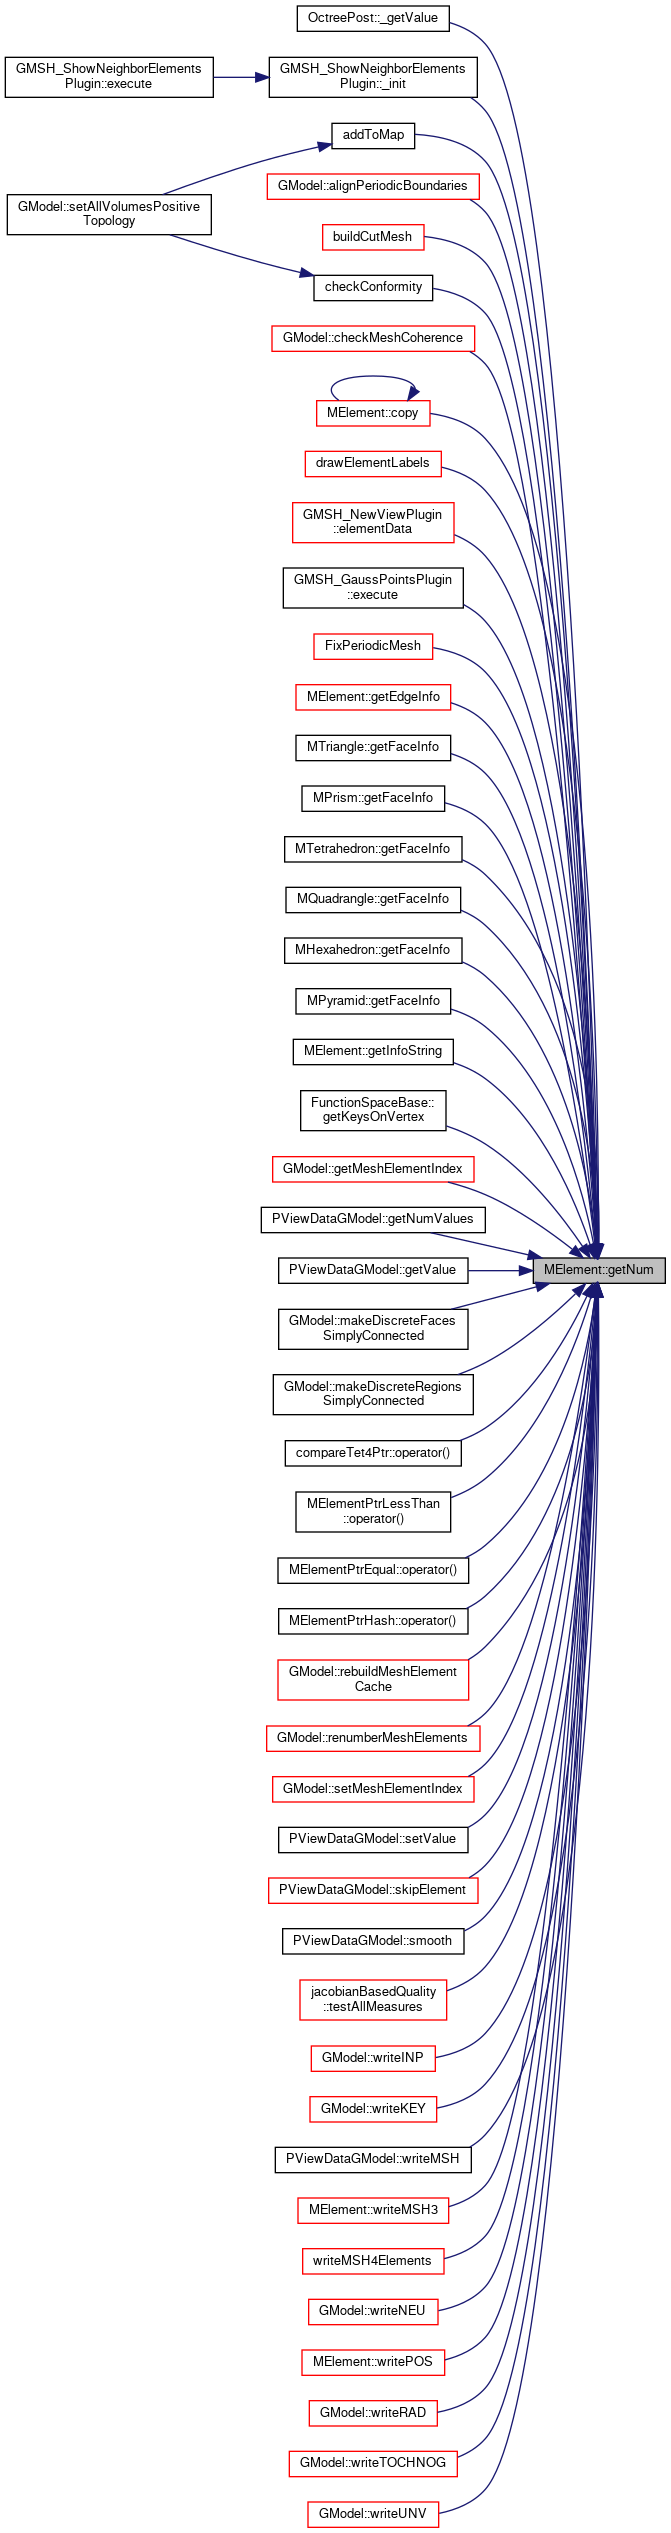 OctreePost::_getValue
GMSH_ShowNeighborElements
Plugin::execute
GMSH_ShowNeighborElements
Plugin::_init
addToMap
GModel::alignPeriodicBoundaries
GModel::setAllVolumesPositive
Topology
buildCutMesh
checkConformity
GModel::checkMeshCoherence
MElement::copy
drawElementLabels
GMSH_NewViewPlugin
::elementData
GMSH_GaussPointsPlugin
::execute
FixPeriodicMesh
MElement::getEdgeInfo
MTriangle::getFaceInfo
MPrism::getFaceInfo
MTetrahedron::getFaceInfo
MQuadrangle::getFaceInfo
MHexahedron::getFaceInfo
MPyramid::getFaceInfo
MElement::getInfoString
FunctionSpaceBase::
getKeysOnVertex
GModel::getMeshElementIndex
PViewDataGModel::getNumValues
PViewDataGModel::getValue
MElement::getNum
GModel::makeDiscreteFaces
SimplyConnected
GModel::makeDiscreteRegions
SimplyConnected
compareTet4Ptr::operator()
MElementPtrLessThan
::operator()
MElementPtrEqual::operator()
MElementPtrHash::operator()
GModel::rebuildMeshElement
Cache
GModel::renumberMeshElements
GModel::setMeshElementIndex
PViewDataGModel::setValue
PViewDataGModel::skipElement
PViewDataGModel::smooth
jacobianBasedQuality
::testAllMeasures
GModel::writeINP
GModel::writeKEY
PViewDataGModel::writeMSH
MElement::writeMSH3
writeMSH4Elements
GModel::writeNEU
MElement::writePOS
GModel::writeRAD
GModel::writeTOCHNOG
GModel::writeUNV